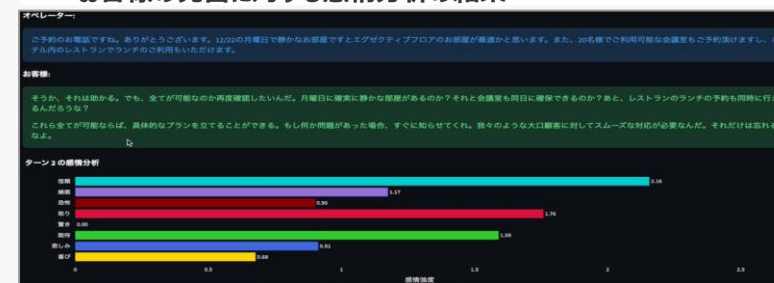 お客様の発話に対する感情分析の結果
オペレーター:
ご予約のお電話ですね。ありがとうございます。12/22の月曜日で静かなお部屋ですとエグゼクティブフロアのお部屋が最適かと思います。また、20名様でご利用可能な会議室もご予約頂けますし、
テル内のレストランでランチのご利用もいただけます。
お客様:
そうか、それは助かる。でも、全てが可能なのか再度確認したいんだ。月曜日に確実に静かな部屋があるのか?それと会議室も同日に確保できるのか?あと、レストランのランチの予約も同時に行え
るんだろうな?
これら全てが可能ならば、具体的なプランを立てることができる。もし何か問題があった場合、すぐに知らせてくれ。我々のような大口顧客に対してスムーズな対応が必要なんだ。それだけは忘れる
なよ。
ターン 2 の感情分析
信頼 2.16
嫌悪 1.17
恐怖 0.90
怒り 1.76
驚き 0.00
期待 1.59
悲しみ 0.91
喜び 0.68
0 0.5 1 1.5 2 2.5
感情強度